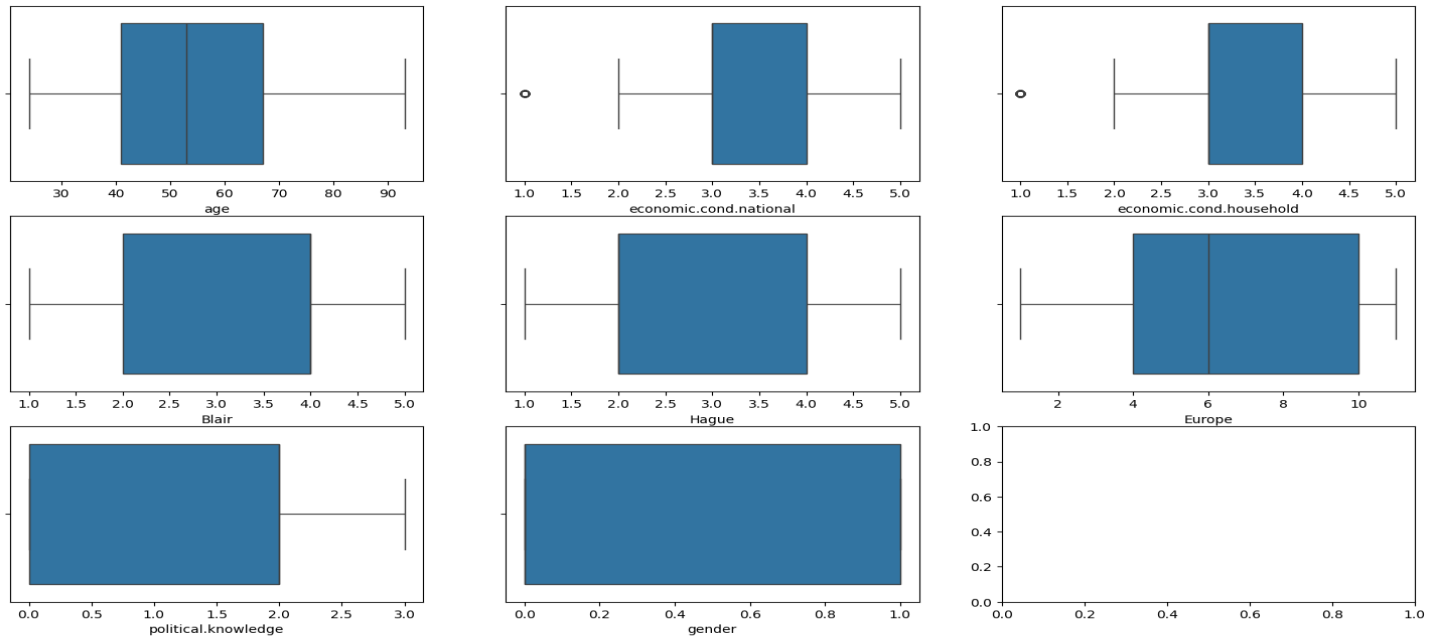 30 40 50 60 70 80 90
age
1.0 1.5 2.0 2.5 3.0 3.5 4.0 4.5 5.0
economic.cond.national
1.0 1.5 2.0 2.5 3.0 3.5 4.0 4.5 5.0
economic.cond.household
1.0 1.5 2.0 2.5 3.0 3.5 4.0 4.5 5.0
Blair
1.0 1.5 2.0 2.5 3.0 3.5 4.0 4.5 5.0
Hague
2 4 6 8 10
Europe
0.0 0.5 1.0 1.5 2.0 2.5 3.0
political.knowledge
0.0 0.2 0.4 0.6 0.8 1.0
gender
1.0
0.8
0.6
0.4
0.2
0.0
0.0 0.2 0.4 0.6 0.8 1.0